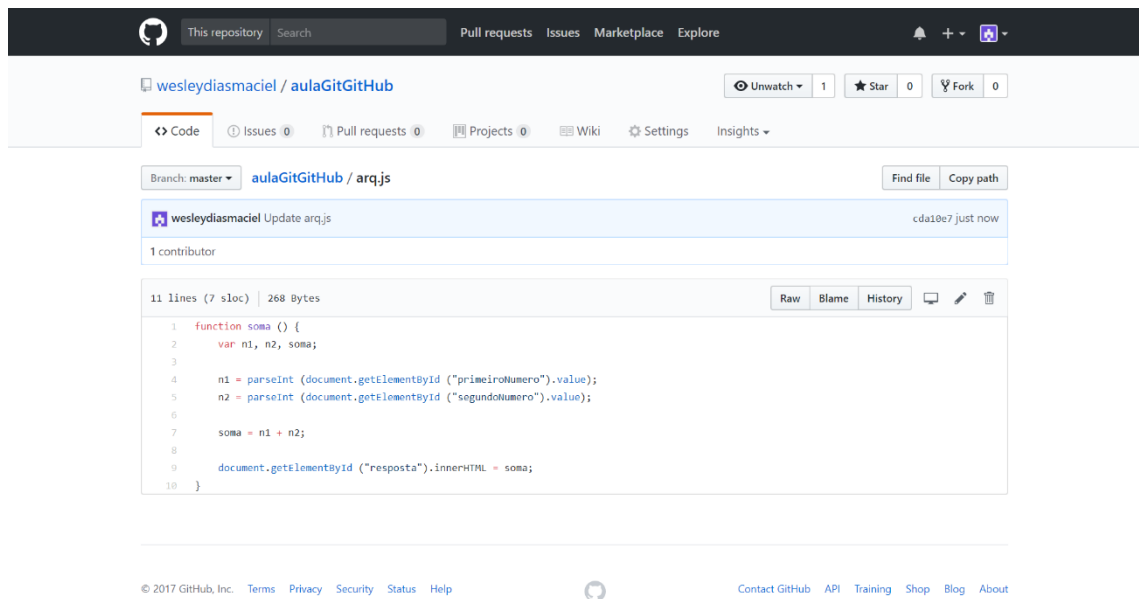 This repository Search Pull requests Issues Marketplace Explore
wesleydiasmaciel / aulaGitGitHub Unwatch 1 Star 0 Fork 0
<> Code Issues 0 Pull requests 0 Projects 0 Wiki Settings Insights
Branch: master aulaGitGitHub / arq.js Find file Copy path
wesleydiasmaciel Update arq.js cda10e7 just now
1 contributor
11 lines (7 sloc) 268 Bytes Raw Blame History
1 function soma () {
2 var n1, n2, soma;
3
4 n1 = parseInt (document.getElementById ("primeiroNumero").value);
5 n2 = parseInt (document.getElementById ("segundoNumero").value);
6
7 soma = n1 + n2;
8
9 document.getElementById ("resposta").innerHTML = soma;
10 }
© 2017 GitHub, Inc. Terms Privacy Security Status Help Contact GitHub API Training Shop Blog About